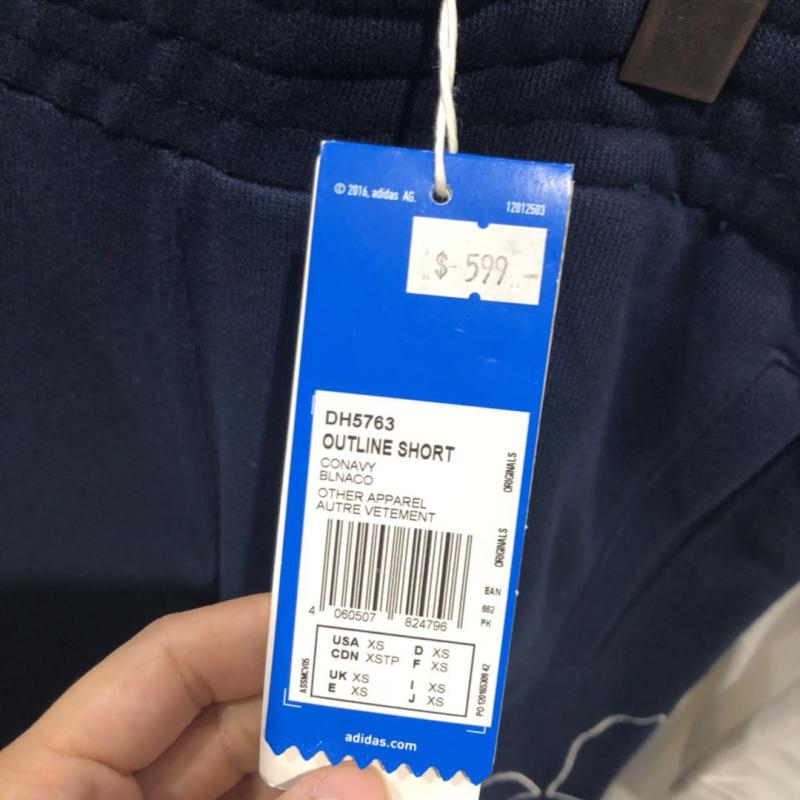 © 2016, adidas AG.
12012503
$- 599.-
DH5763
OUTLINE SHORT
CONAVY
BLNACO
OTHER APPAREL
AUTRE VETEMENT
ORIGINALS
ORIGINALS
EAN
662
PK
4 060507 824796
USA XS D XS
CDN XSTP F XS
UK XS I XS
E XS J XS
ASSMCV05
adidas.com